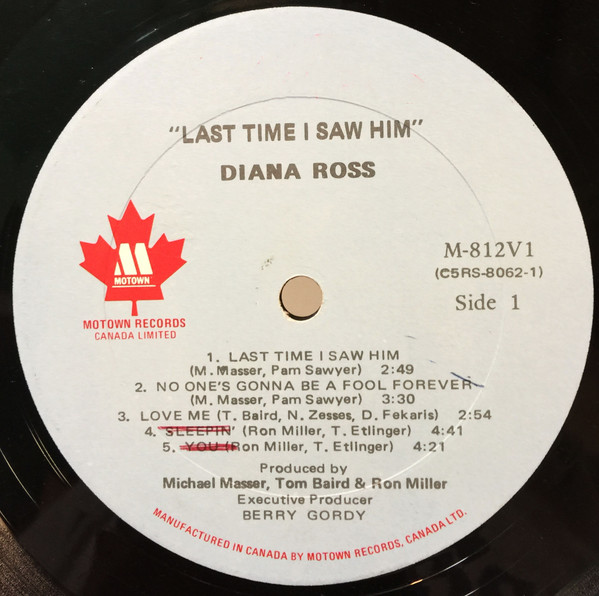 "LAST TIME I SAW HIM"
DIANA ROSS
M
MOTOWN
MOTOWN RECORDS
CANADA LIMITED
M-812V1
(C5RS-8062-1)
Side 1
1. LAST TIME I SAW HIM
(M. Masser, Pam Sawyer) 2:49
2. NO ONE'S GONNA BE A FOOL FOREVER
(M. Masser, Pam Sawyer) 3:30
3. LOVE ME (T. Baird, N. Zesses, D. Fekaris) 2:54
4. SLEEPIN' (Ron Miller, T. Etlinger) 4:41
5. YOU (Ron Miller, T. Etlinger) 4:21
Produced by
Michael Masser, Tom Baird & Ron Miller
Executive Producer
BERRY GORDY
MANUFACTURED IN CANADA BY MOTOWN RECORDS, CANADA LTD.